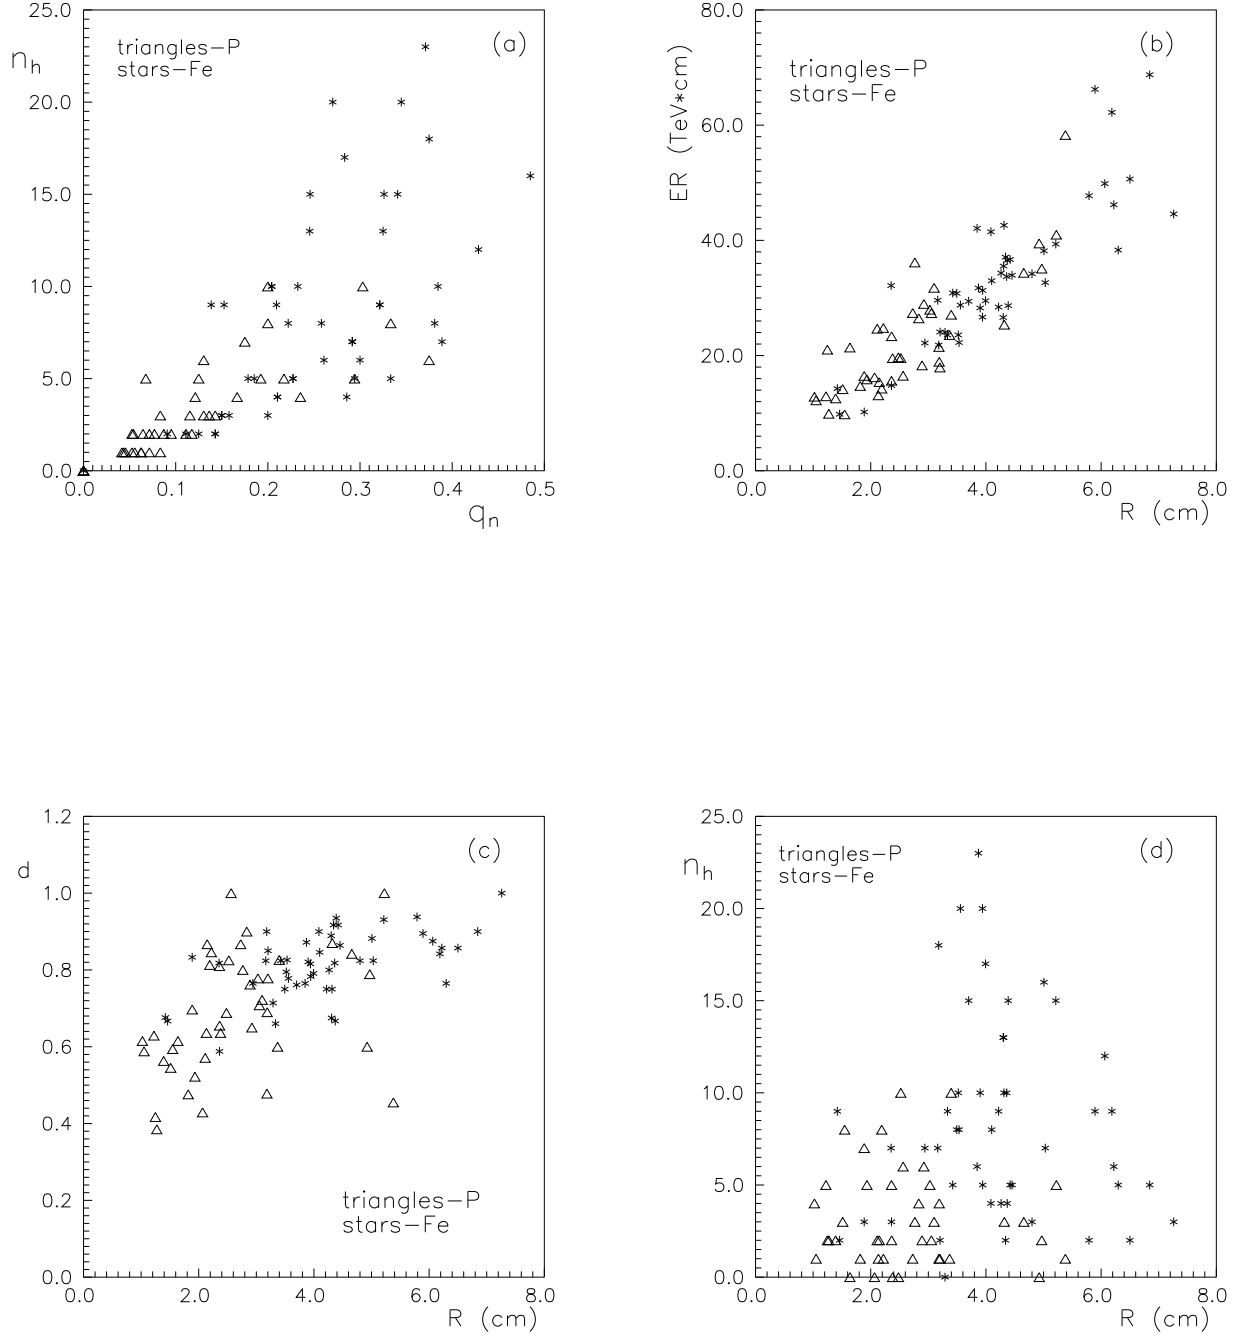 25.0
20.0
15.0
10.0
5.0
0.0
n_h
triangles-P
stars-Fe
(a)
0.0 0.1 0.2 0.3 0.4 0.5
q_n
80.0
60.0
40.0
20.0
0.0
ER (TeV*cm)
triangles-P
stars-Fe
(b)
0.0 2.0 4.0 6.0 8.0
R (cm)
1.2
1.0
0.8
0.6
0.4
0.2
0.0
d
(c)
triangles-P
stars-Fe
0.0 2.0 4.0 6.0 8.0
R (cm)
25.0
20.0
15.0
10.0
5.0
0.0
n_h
triangles-P
stars-Fe
(d)
0.0 2.0 4.0 6.0 8.0
R (cm)